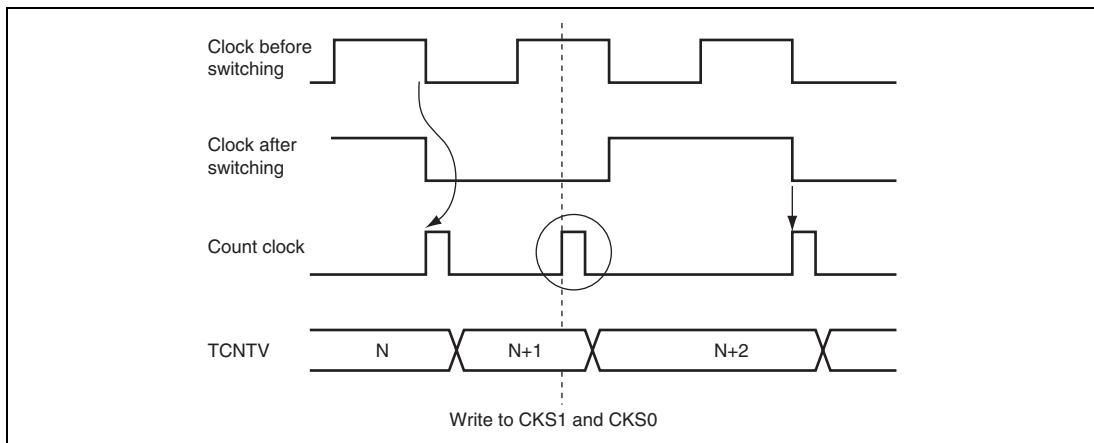 Clock before
switching
Clock after
switching
Count clock
TCNTV
N
N+1
N+2
Write to CKS1 and CKS0